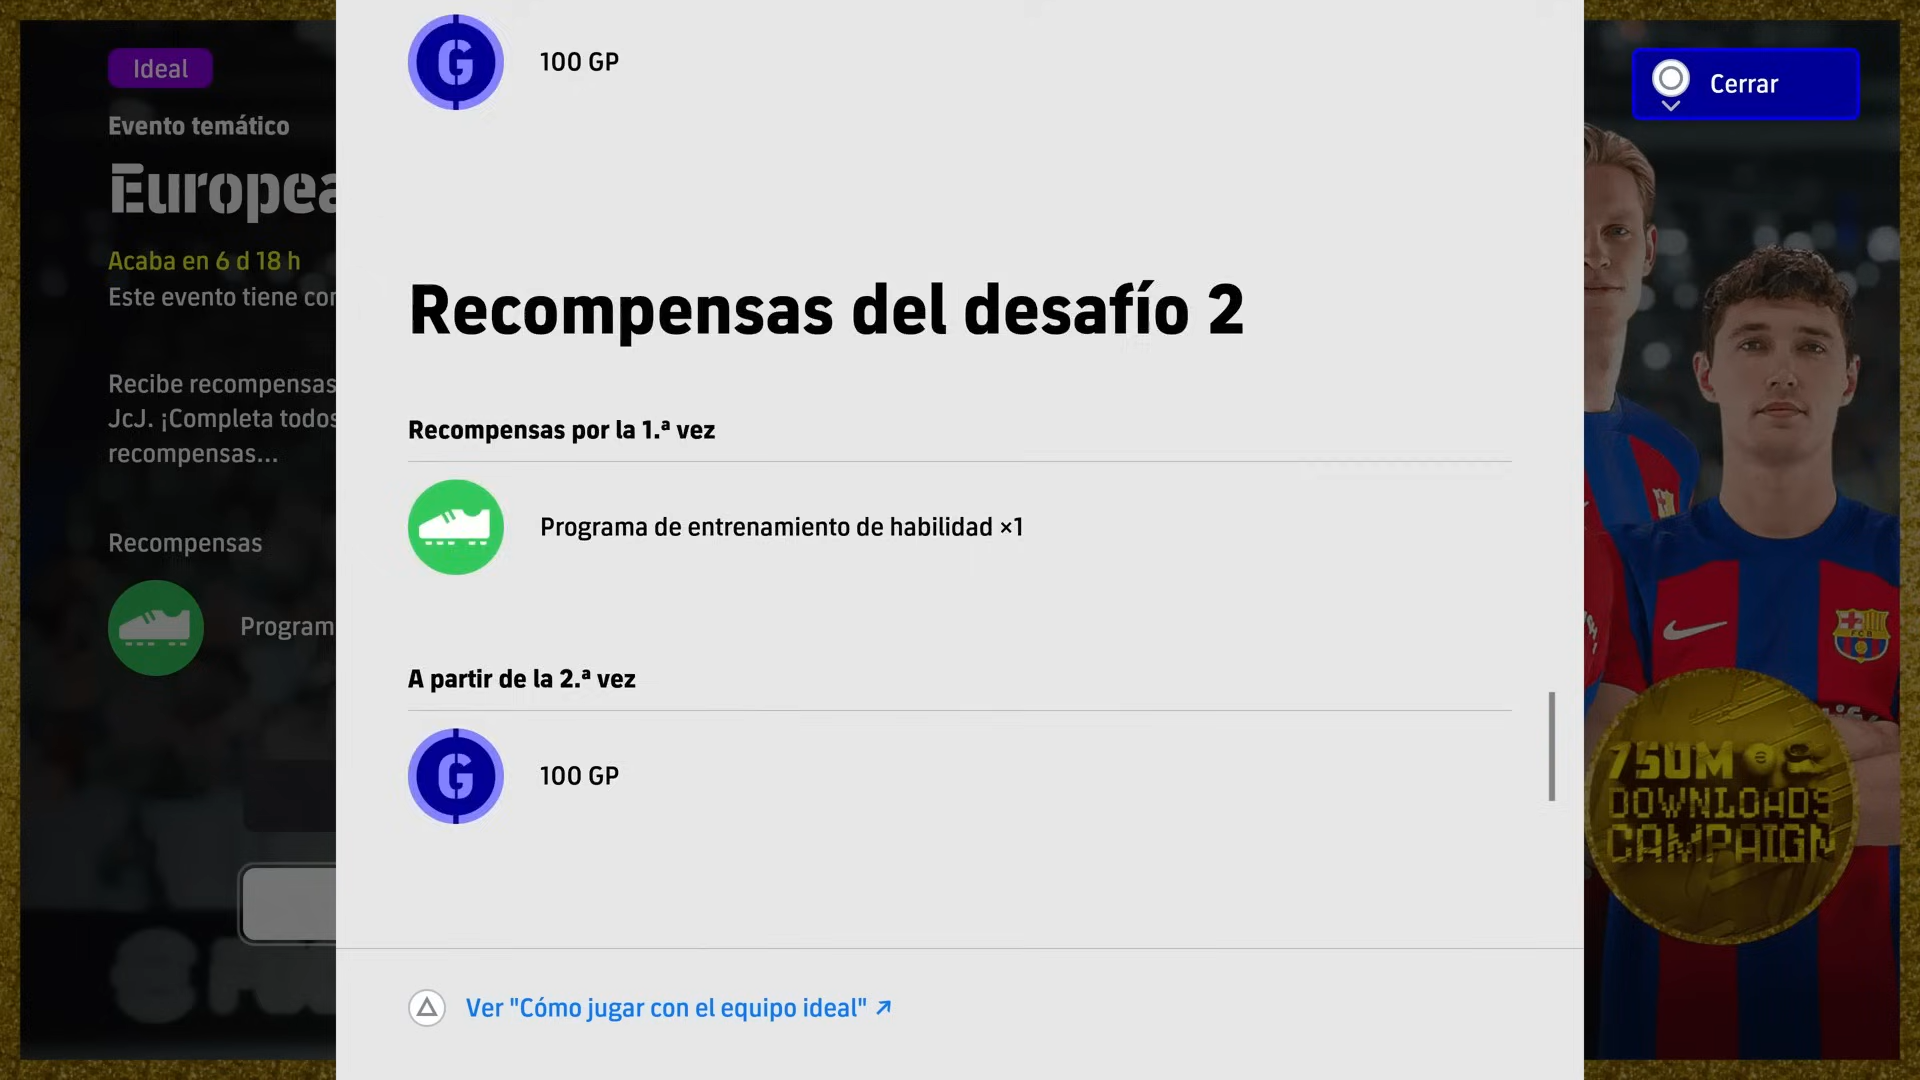 100 GP
Ideal
Cerrar
Evento temático
Europea
Acaba en 6 d 18 h
Este evento tiene con
Recibe recompensas
JcJ. ¡Completa todos
recompensas...
Recompensas
Program
Recompensas del desafío 2
Recompensas por la 1.ª vez
Programa de entrenamiento de habilidad ×1
A partir de la 2.ª vez
100 GP
Ver "Cómo jugar con el equipo ideal"
FCB
750M
DOWNLOADS
CAMPAIGN